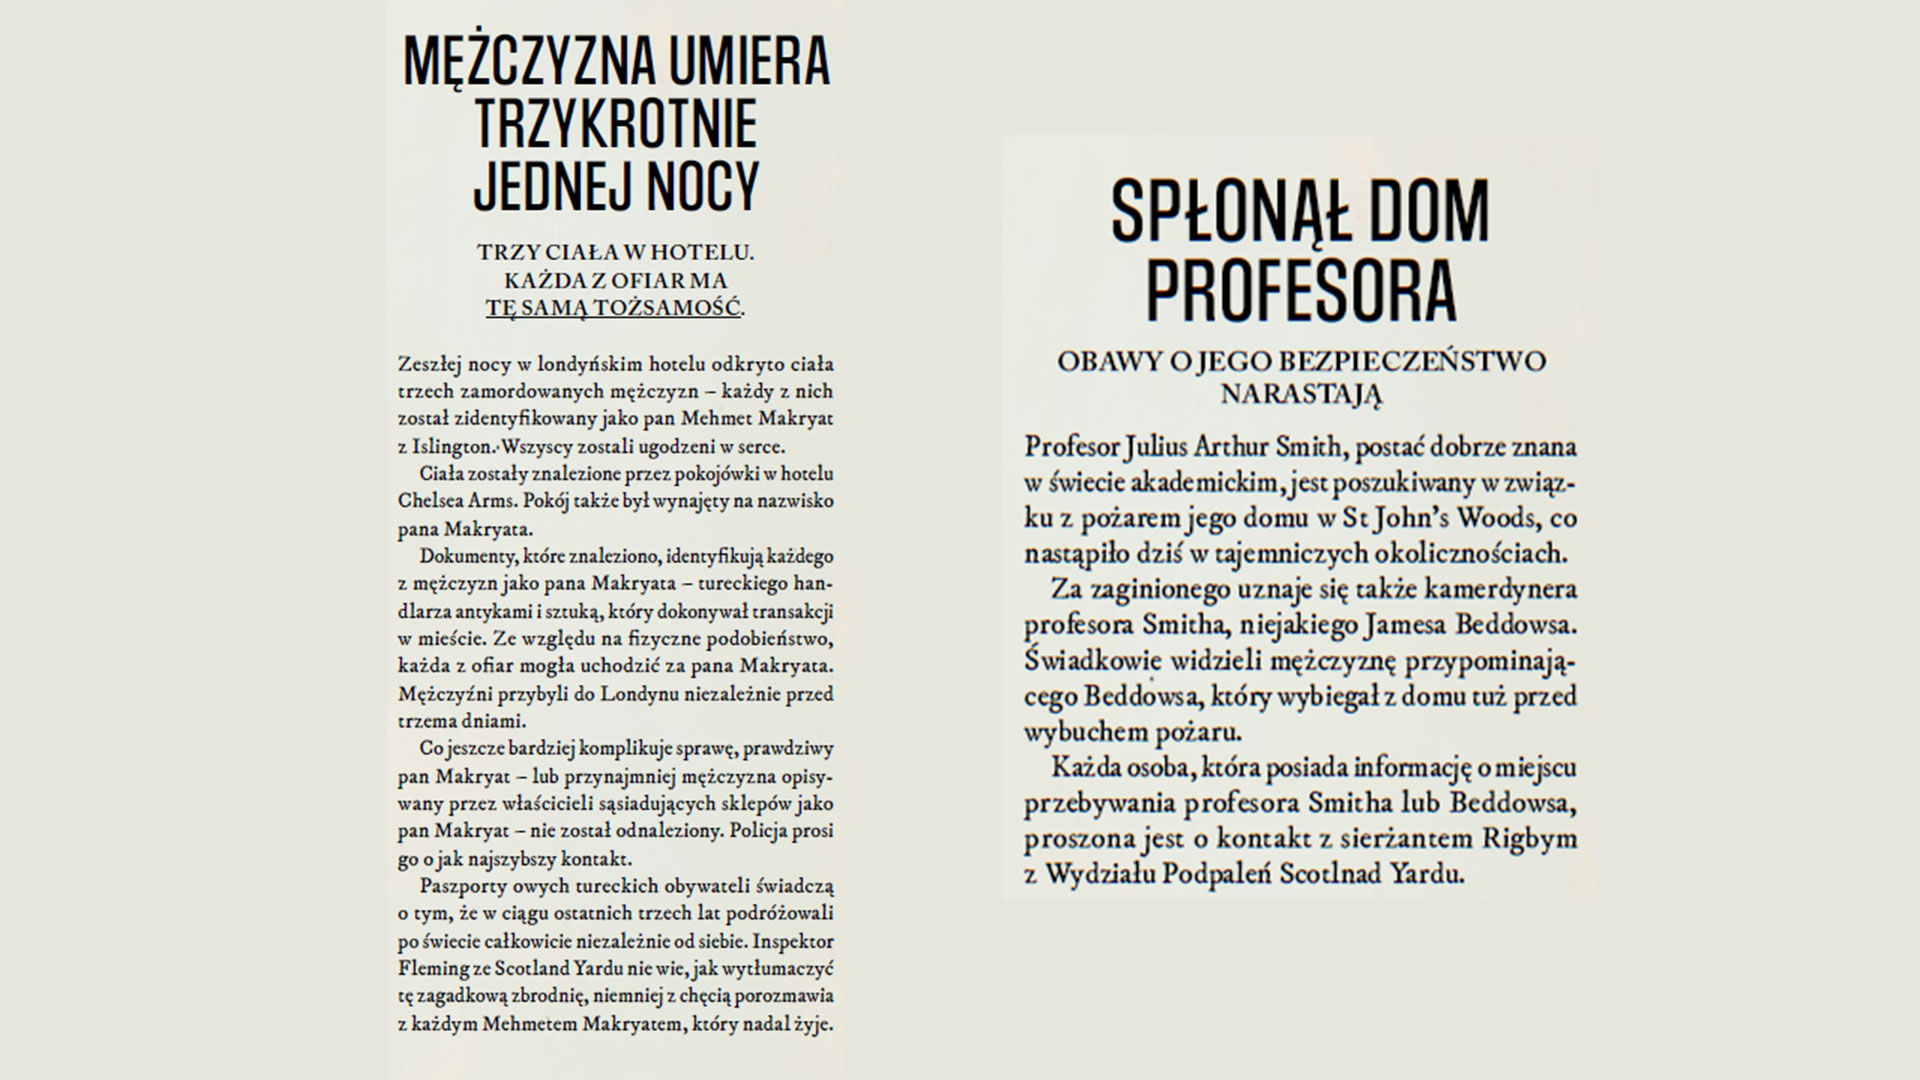 MĘŻCZYZNA UMIERA
TRZYKROTNIE
JEDNEJ NOCY
TRZY CIAŁA W HOTELU.
KAŻDA Z OFIAR MA
TĘ SAMĄ TOŻSAMOŚĆ.
Zeszłej nocy w londyńskim hotelu odkryto ciała
trzech zamordowanych mężczyzn – każdy z nich
został zidentyfikowany jako pan Mehmet Makryat
z Islington. Wszyscy zostali ugodzeni w serce.
Ciała zostały znalezione przez pokojówki w hotelu
Chelsea Arms. Pokój także był wynajęty na nazwisko
pana Makryata.
Dokumenty, które znaleziono, identyfikują każdego
z mężczyzn jako pana Makryata – tureckiego han-
dlarza antykami i sztuką, który dokonywał transakcji
w mieście. Ze względu na fizyczne podobieństwo,
każda z ofiar mogła uchodzić za pana Makryata.
Mężczyźni przybyli do Londynu niezależnie przed
trzema dniami.
Co jeszcze bardziej komplikuje sprawę, prawdziwy
pan Makryat – lub przynajmniej mężczyzna opisy-
wany przez właścicieli sąsiadujących sklepów jako
pan Makryat – nie został odnaleziony. Policja prosi
go o jak najszybszy kontakt.
Paszporty owych tureckich obywateli świadczą
o tym, że w ciągu ostatnich trzech lat podróżowali
po świecie całkowicie niezależnie od siebie. Inspektor
Fleming ze Scotland Yardu nie wie, jak wytłumaczyć
tę zagadkową zbrodnię, niemniej z chęcią porozmawia
z każdym Mehmetem Makryatem, który nadal żyje.
SPŁONĄŁ DOM
PROFESORA
OBAWY O JEGO BEZPIECZEŃSTWO
NARASTAJĄ
Profesor Julius Arthur Smith, postać dobrze znana
w świecie akademickim, jest poszukiwany w związ-
ku z pożarem jego domu w St John's Woods, co
nastąpiło dziś w tajemniczych okolicznościach.
Za zaginionego uznaje się także kamerdynera
profesora Smitha, niejakiego Jamesa Beddowsa.
Świadkowie widzieli mężczyznę przypominają-
cego Beddowsa, który wybiegał z domu tuż przed
wybuchem pożaru.
Każda osoba, która posiada informację o miejscu
przebywania profesora Smitha lub Beddowsa,
proszona jest o kontakt z sierżantem Rigbym
z Wydziału Podpaleń Scotlnad Yardu.